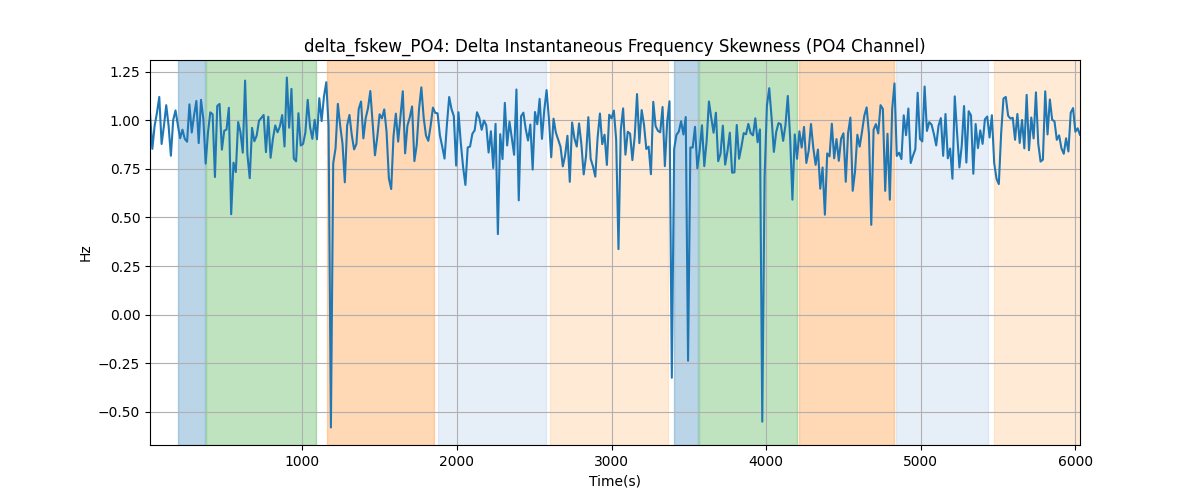 delta_fskew_PO4: Delta Instantaneous Frequency Skewness (PO4 Channel)
1.25
1.00
0.75
0.50
0.25
0.00
−0.25
−0.50
Hz
1000 2000 3000 4000 5000 6000
Time(s)